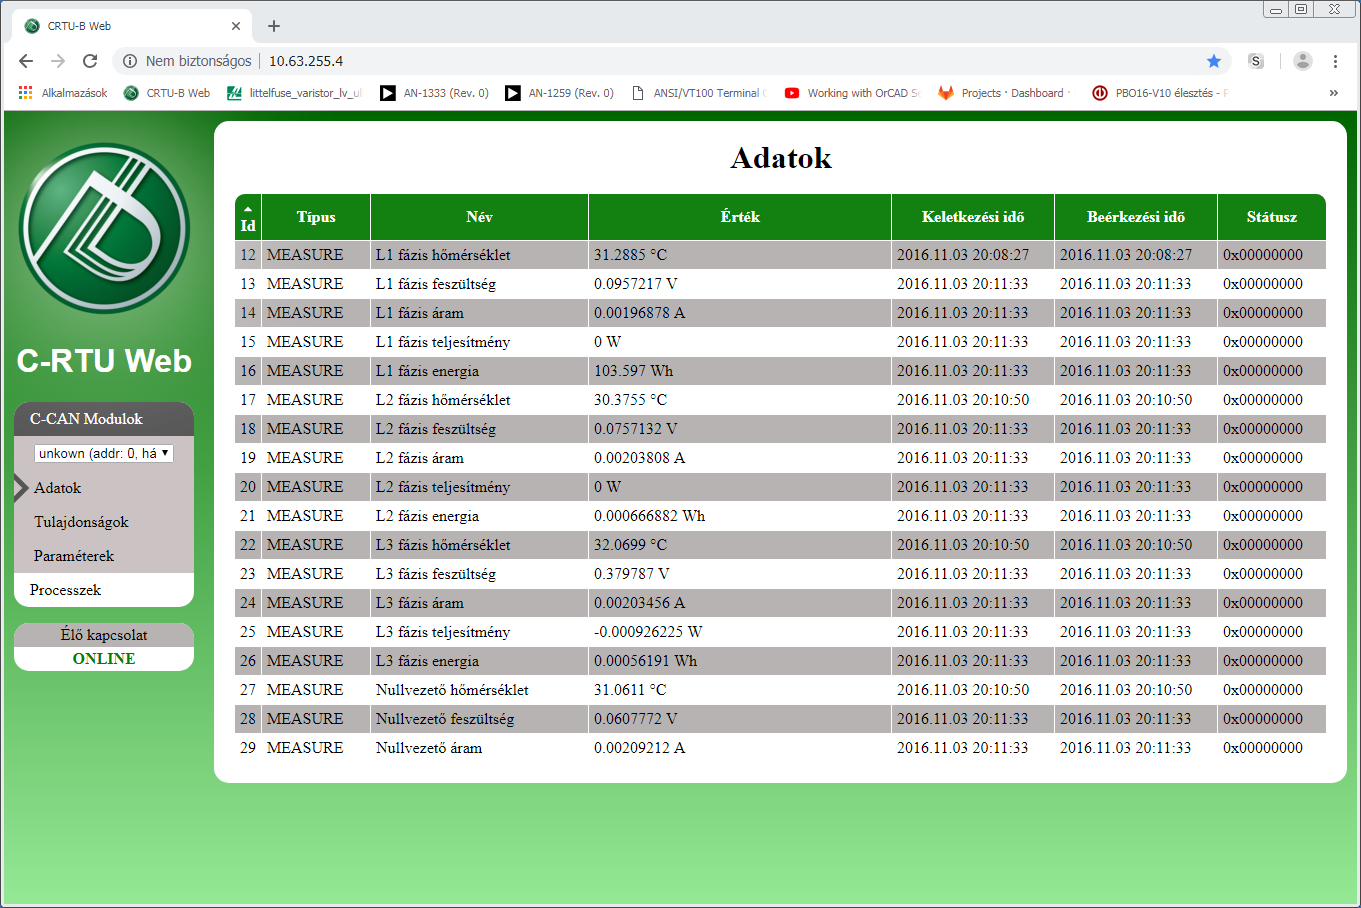 CRTU-B Web
Nem biztonságos 10.63.255.4
Alkalmazások CRTU-B Web littelfuse_varistor_lv_ul AN-1333 (Rev. 0) AN-1259 (Rev. 0) ANSI/VT100 Terminal Working with OrCAD PBO16-V10 élesztés - Projects · Dashboard ·
C-RTU Web
C-CAN Modulok
unkown (addr: 0, há
Adatok
Tulajdonságok
Paraméterek
Processzek
Élő kapcsolat
ONLINE
Adatok
Id Típus Név Érték Keletkezési idő Beérkezési idő Státusz
12 MEASURE L1 fázis hőmérséklet 31.2885 °C 2016.11.03 20:08:27 2016.11.03 20:08:27 0x00000000
13 MEASURE L1 fázis feszültség 0.0957217 V 2016.11.03 20:11:33 2016.11.03 20:11:33 0x00000000
14 MEASURE L1 fázis áram 0.00196878 A 2016.11.03 20:11:33 2016.11.03 20:11:33 0x00000000
15 MEASURE L1 fázis teljesítmény 0 W 2016.11.03 20:11:33 2016.11.03 20:11:33 0x00000000
16 MEASURE L1 fázis energia 103.597 Wh 2016.11.03 20:11:33 2016.11.03 20:11:33 0x00000000
17 MEASURE L2 fázis hőmérséklet 30.3755 °C 2016.11.03 20:10:50 2016.11.03 20:10:50 0x00000000
18 MEASURE L2 fázis feszültség 0.0757132 V 2016.11.03 20:11:33 2016.11.03 20:11:33 0x00000000
19 MEASURE L2 fázis áram 0.00203808 A 2016.11.03 20:11:33 2016.11.03 20:11:33 0x00000000
20 MEASURE L2 fázis teljesítmény 0 W 2016.11.03 20:11:33 2016.11.03 20:11:33 0x00000000
21 MEASURE L2 fázis energia 0.000666882 Wh 2016.11.03 20:11:33 2016.11.03 20:11:33 0x00000000
22 MEASURE L3 fázis hőmérséklet 32.0699 °C 2016.11.03 20:10:50 2016.11.03 20:10:50 0x00000000
23 MEASURE L3 fázis feszültség 0.379787 V 2016.11.03 20:11:33 2016.11.03 20:11:33 0x00000000
24 MEASURE L3 fázis áram 0.00203456 A 2016.11.03 20:11:33 2016.11.03 20:11:33 0x00000000
25 MEASURE L3 fázis teljesítmény -0.000926225 W 2016.11.03 20:11:33 2016.11.03 20:11:33 0x00000000
26 MEASURE L3 fázis energia 0.00056191 Wh 2016.11.03 20:11:33 2016.11.03 20:11:33 0x00000000
27 MEASURE Nullvezető hőmérséklet 31.0611 °C 2016.11.03 20:10:50 2016.11.03 20:10:50 0x00000000
28 MEASURE Nullvezető feszültség 0.0607772 V 2016.11.03 20:11:33 2016.11.03 20:11:33 0x00000000
29 MEASURE Nullvezető áram 0.00209212 A 2016.11.03 20:11:33 2016.11.03 20:11:33 0x00000000